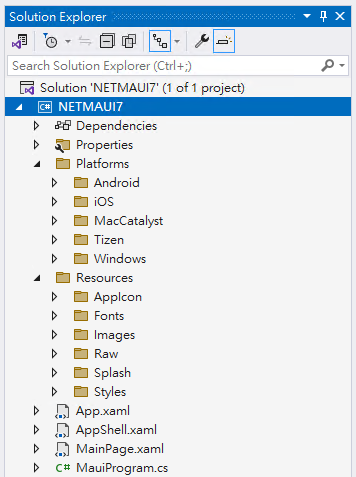 Solution Explorer
Search Solution Explorer (Ctrl+;)
Solution 'NETMAUI7' (1 of 1 project)
C# NETMAUI7
Dependencies
Properties
Platforms
Android
iOS
MacCatalyst
Tizen
Windows
Resources
AppIcon
Fonts
Images
Raw
Splash
Styles
App.xaml
AppShell.xaml
MainPage.xaml
C# MauiProgram.cs